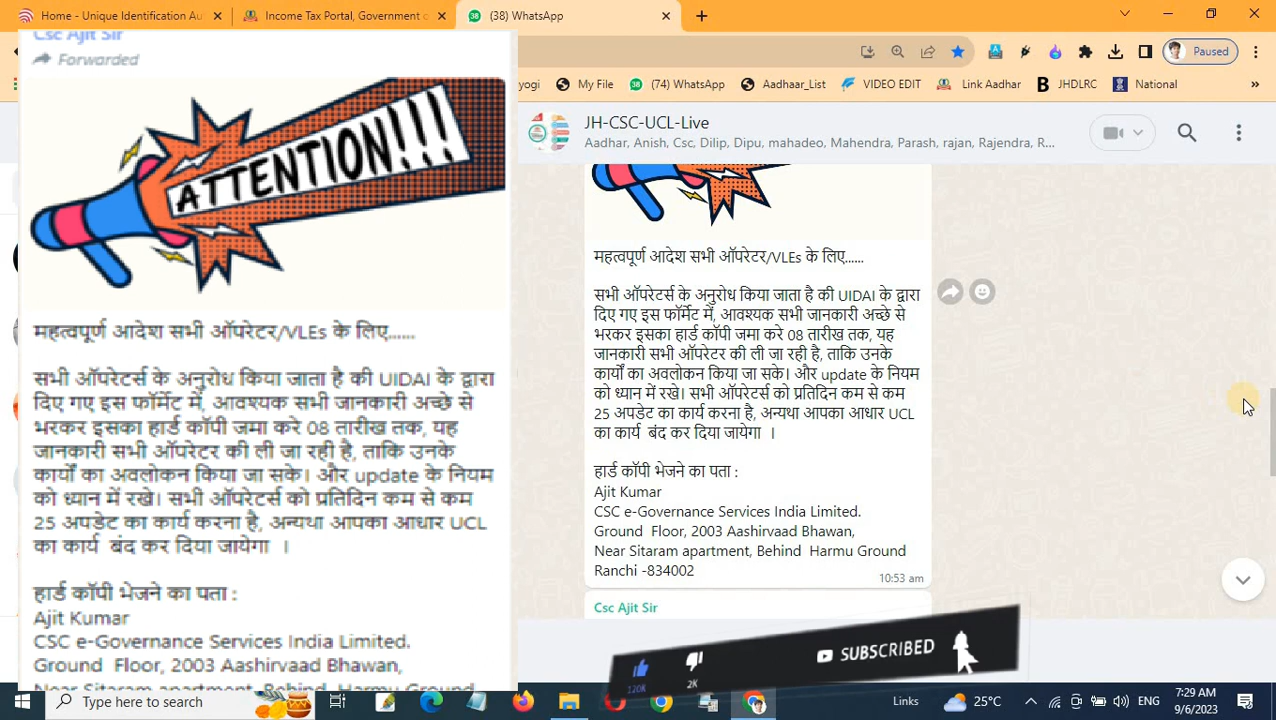 Home - Unique Identification Au
Income Tax Portal, Government o
(38) WhatsApp
Paused
yogi
My File
(74) WhatsApp
Aadhaar_List
VIDEO EDIT
Link Aadhar
JHDLRC
National
Csc Ajit Sir
Forwarded
ATTENTION!!!
महत्वपूर्ण आदेश सभी ऑपरेटर/VLEs के लिए......
सभी ऑपरेटर्स के अनुरोध किया जाता है की UIDAI के द्वारा
दिए गए इस फॉर्मेट में, आवश्यक सभी जानकारी अच्छे से
भरकर इसका हार्ड कॉपी जमा करे 08 तारीख तक, यह
जानकारी सभी ऑपरेटर की ली जा रही है, ताकि उनके
कार्यों का अवलोकन किया जा सके। और update के नियम
को ध्यान में रखे। सभी ऑपरेटर्स को प्रतिदिन कम से कम
25 अपडेट का कार्य करना है, अन्यथा आपका आधार UCL
का कार्य बंद कर दिया जायेगा ।
हार्ड कॉपी भेजने का पता :
Ajit Kumar
CSC e-Governance Services India Limited.
Ground Floor, 2003 Aashirvaad Bhawan,
Near Sitaram apartment, Behind Harmu Ground
JH-CSC-UCL-Live
Aadhar, Anish, Csc, Dilip, Dipu, mahadeo, Mahendra, Parash, rajan, Rajendra, R...
महत्वपूर्ण आदेश सभी ऑपरेटर/VLEs के लिए......
सभी ऑपरेटर्स के अनुरोध किया जाता है की UIDAI के द्वारा
दिए गए इस फॉर्मेट में, आवश्यक सभी जानकारी अच्छे से
भरकर इसका हार्ड कॉपी जमा करे 08 तारीख तक, यह
जानकारी सभी ऑपरेटर की ली जा रही है, ताकि उनके
कार्यों का अवलोकन किया जा सके। और update के नियम
को ध्यान में रखे। सभी ऑपरेटर्स को प्रतिदिन कम से कम
25 अपडेट का कार्य करना है, अन्यथा आपका आधार UCL
का कार्य बंद कर दिया जायेगा ।
हार्ड कॉपी भेजने का पता :
Ajit Kumar
CSC e-Governance Services India Limited.
Ground Floor, 2003 Aashirvaad Bhawan,
Near Sitaram apartment, Behind Harmu Ground
Ranchi -834002
10:53 am
Csc Ajit Sir
120K
2K
SUBSCRIBED
Type here to search
Links
25°C
ENG
7:29 AM
9/6/2023